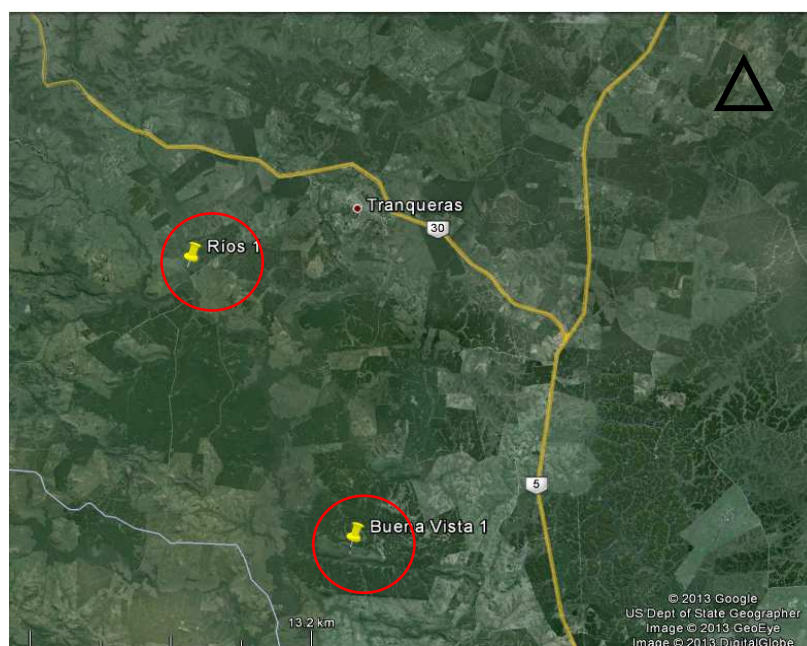 Tranqueras
30
Ríos 1
5
Buena Vista 1
© 2013 Google
US Dept of State Geographer
Image © 2013 GeoEye
Image © 2013 DigitalGlobe
13.2 km